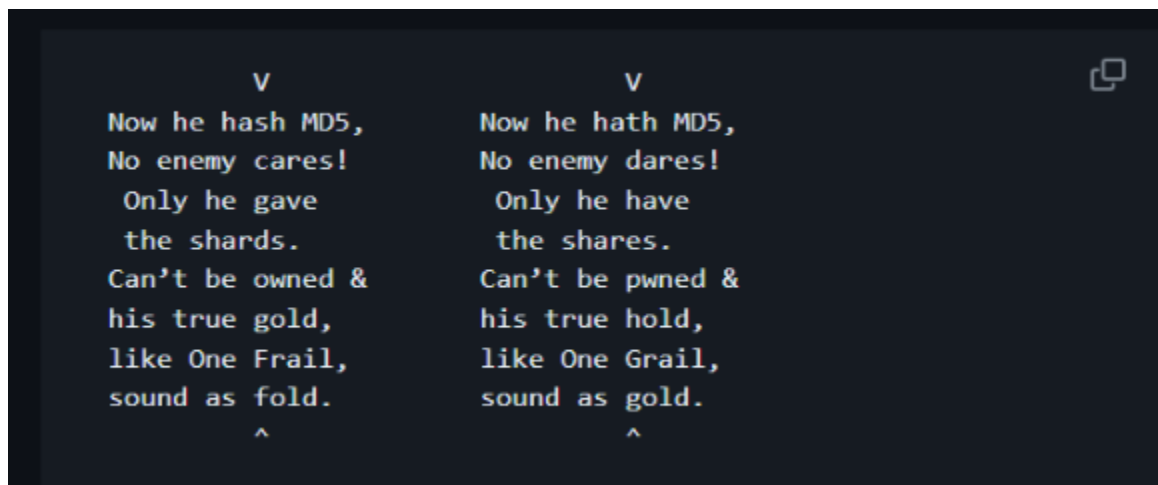 V V
Now he hash MD5, Now he hath MD5,
No enemy cares! No enemy dares!
Only he gave Only he have
the shards. the shares.
Can’t be owned & Can’t be pwned &
his true gold, his true hold,
like One Frail, like One Grail,
sound as fold. sound as gold.
^ ^